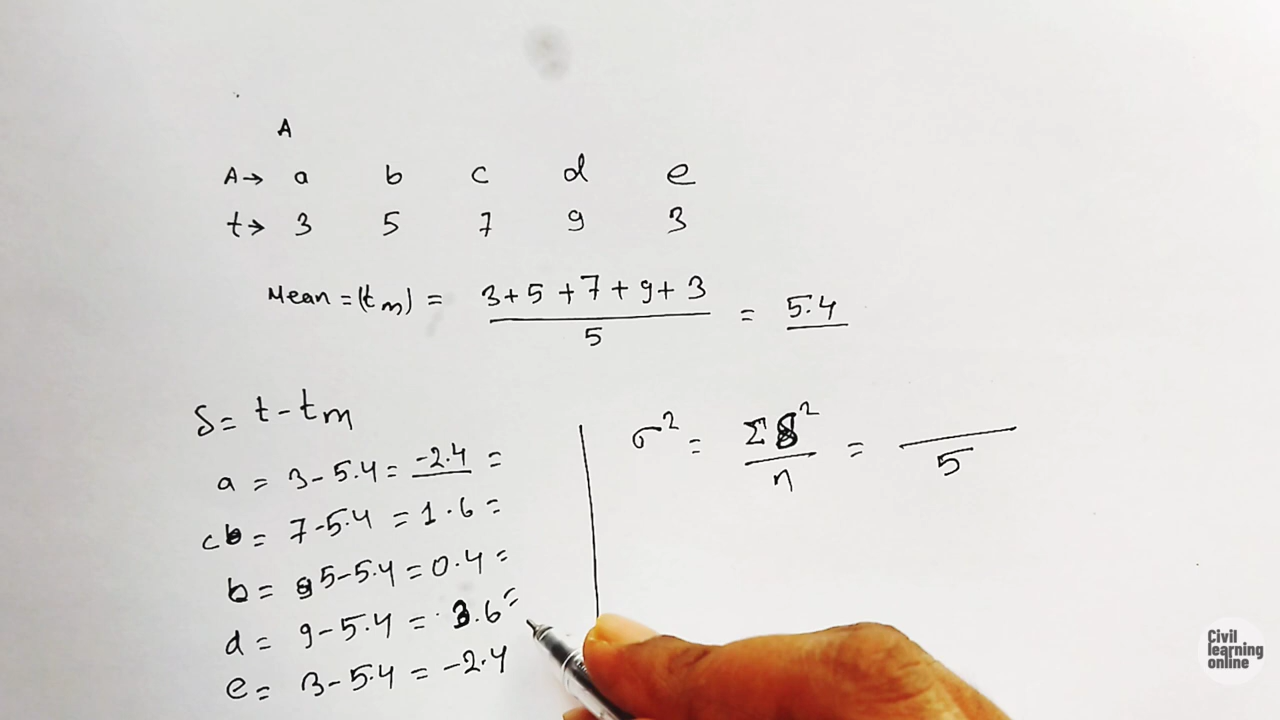 A
A→ a b c d e
t→ 3 5 7 9 3
Mean = (tm) = 3+5+7+9+3 / 5 = 5.4
δ = t - tm
a = 3-5.4 = -2.4 =
c = 7-5.4 = 1.6 =
b = 5-5.4 = 0.4 =
d = 9-5.4 = 3.6 =
e = 3-5.4 = -2.4
σ² = Σδ² / n = / 5
Civil
learning
online